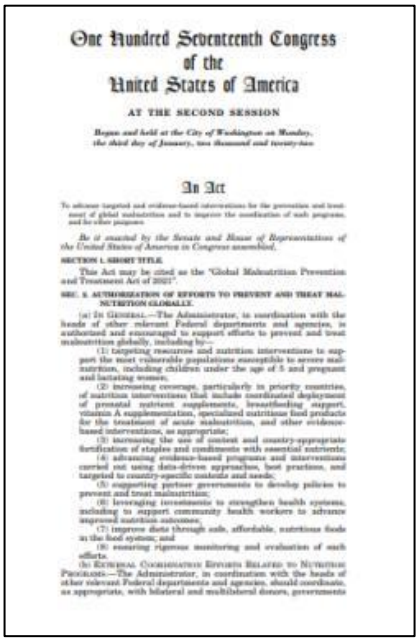 One Hundred Seventeenth Congress
of the
United States of America
AT THE SECOND SESSION
Begun and held at the City of Washington on Monday,
the third day of January, two thousand and twenty-two
An Act
To advance targeted and evidence-based interventions for the prevention and treat-
ment of global malnutrition and to improve the coordination of such programs,
and for other purposes.
Be it enacted by the Senate and House of Representatives of
the United States of America in Congress assembled,
SECTION 1. SHORT TITLE.
This Act may be cited as the “Global Malnutrition Prevention
and Treatment Act of 2021”.
SEC. 2. AUTHORIZATION OF EFFORTS TO PREVENT AND TREAT MAL-
NUTRITION GLOBALLY.
(a) IN GENERAL.—The Administrator, in coordination with the
heads of other relevant Federal departments and agencies, is
authorized and encouraged to support efforts to prevent and treat
malnutrition globally, including by—
(1) targeting resources and nutrition interventions to sup-
port the most vulnerable populations susceptible to severe mal-
nutrition, including children under the age of 5 and pregnant
and lactating women;
(2) increasing coverage, particularly in priority countries,
of nutrition interventions that include coordinated deployment
of prenatal nutrient supplements, breastfeeding support,
vitamin A supplementation, specialized nutritious food products
for the treatment of acute malnutrition, and other evidence-
based interventions, as appropriate;
(3) increasing the use of context and country-appropriate
fortification of staples and condiments with essential nutrients;
(4) advancing evidence-based programs and interventions
carried out using data-driven approaches, best practices, and
targeted to country-specific contexts and needs;
(5) supporting partner governments to develop policies to
prevent and treat malnutrition;
(6) leveraging investments to strengthen health systems,
including to support community health workers to advance
improved nutrition outcomes;
(7) improve diets through safe, affordable, nutritious foods
in the food system; and
(8) ensuring rigorous monitoring and evaluation of such
efforts.
(b) EXTERNAL COORDINATION EFFORTS RELATED TO NUTRITION
PROGRAMS.—The Administrator, in coordination with the heads of
other relevant Federal departments and agencies, should coordinate,
as appropriate, with bilateral and multilateral donors, governments